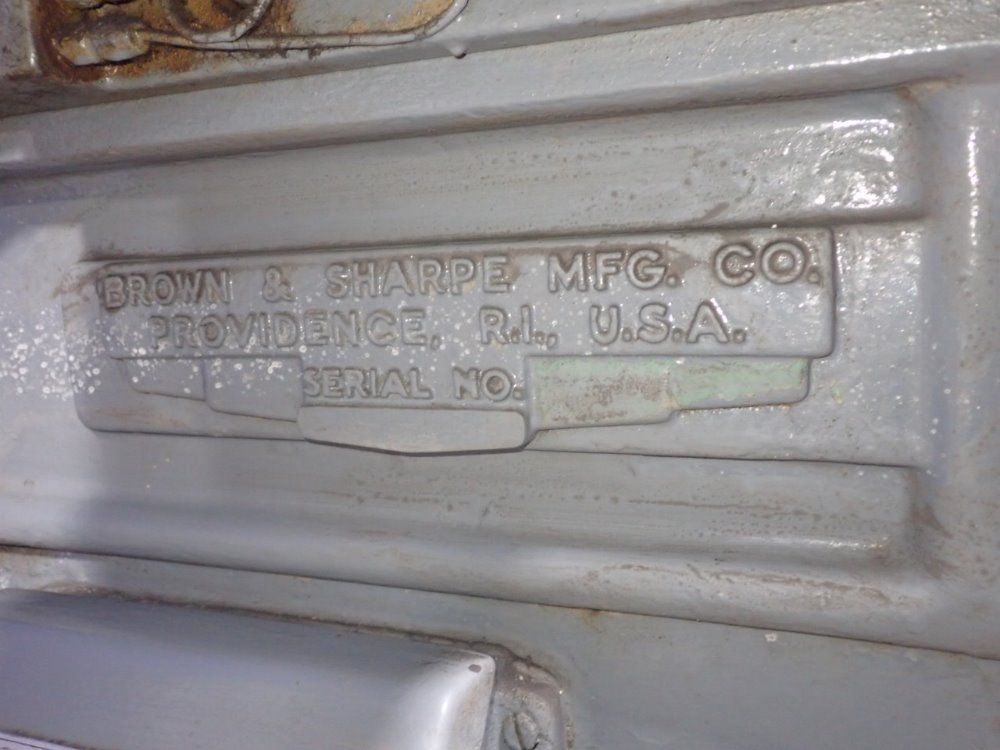 BROWN & SHARPE MFG. CO.
PROVIDENCE, R.I., U.S.A.
SERIAL NO.